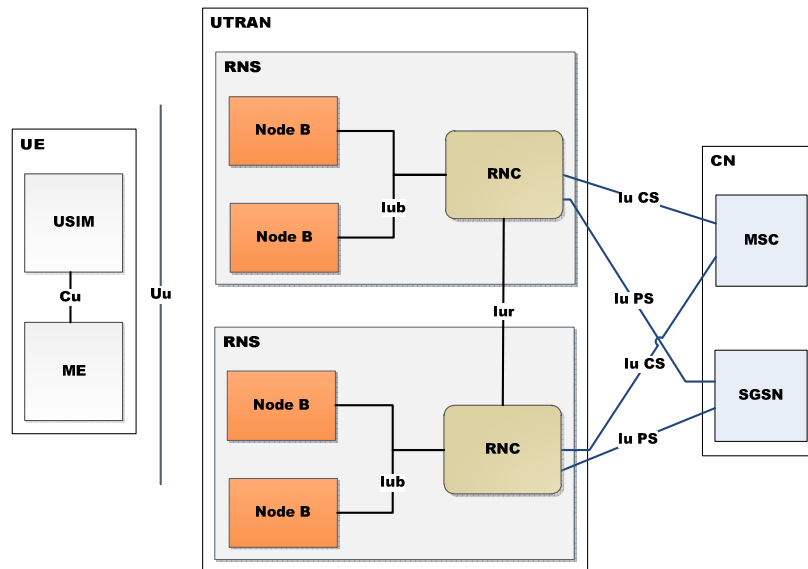 UTRAN
RNS
Node B
Node B
Iub
RNC
UE
USIM
Cu
ME
Uu
Iur
RNS
Node B
Node B
Iub
RNC
Iu CS
Iu PS
Iu CS
Iu PS
CN
MSC
SGSN